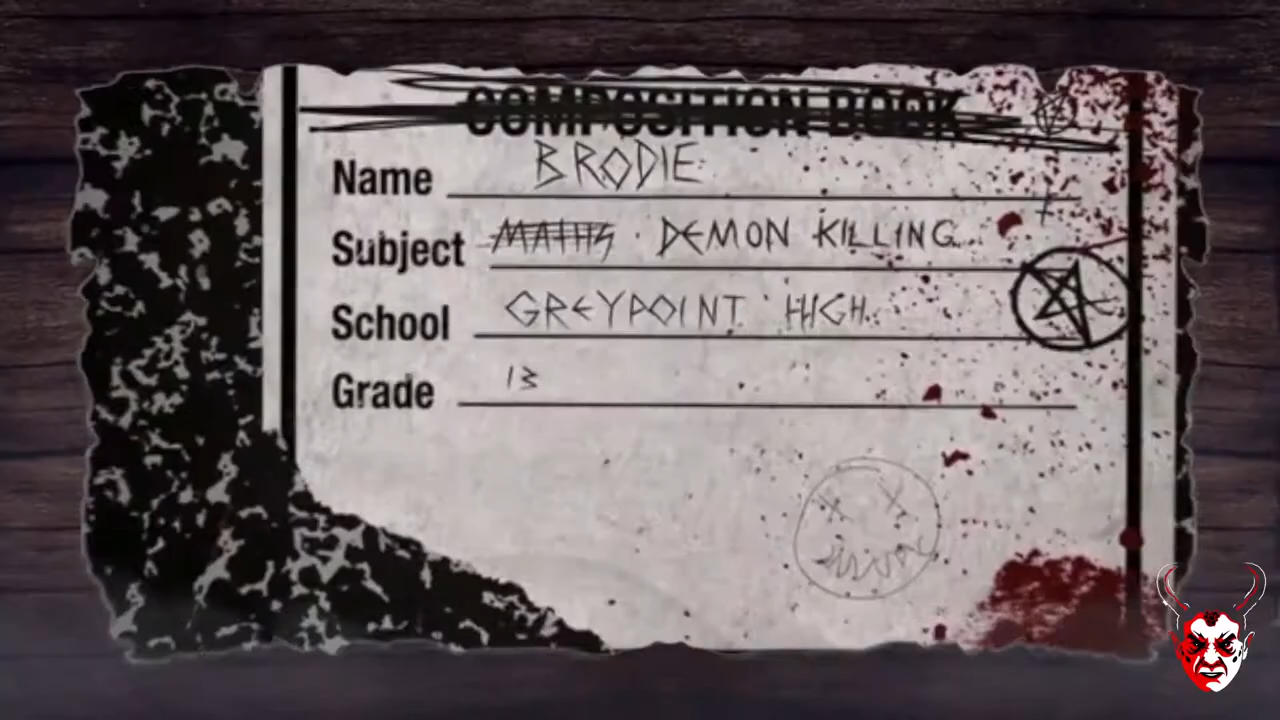 COMPOSITION BOOK
Name BRODIE
Subject MATHS DEMON KILLING
School GREYPOINT HIGH
Grade 13